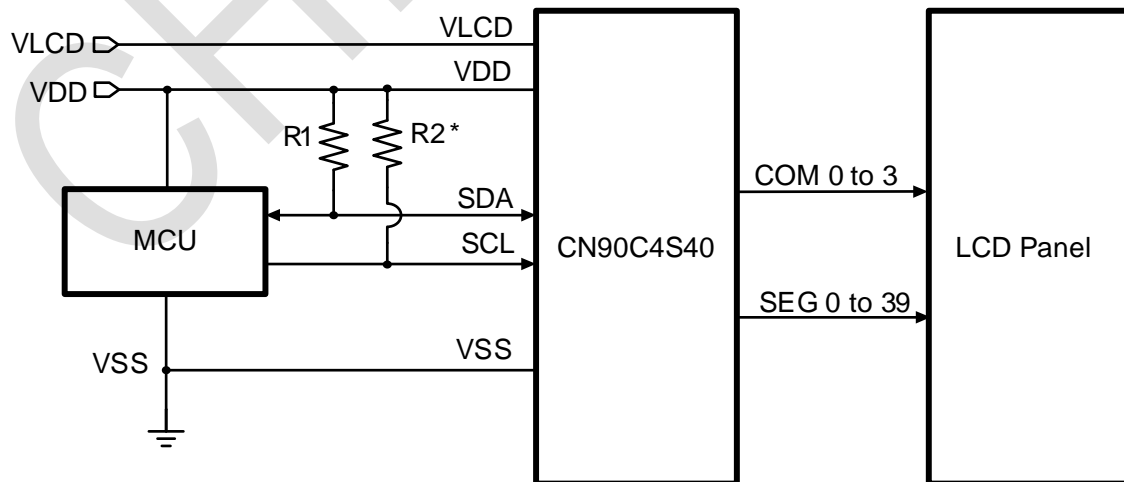 VLCD
VLCD
VDD
VDD
R1
R2*
SDA
MCU
SCL
CN90C4S40
COM 0 to 3
LCD Panel
SEG 0 to 39
VSS
VSS